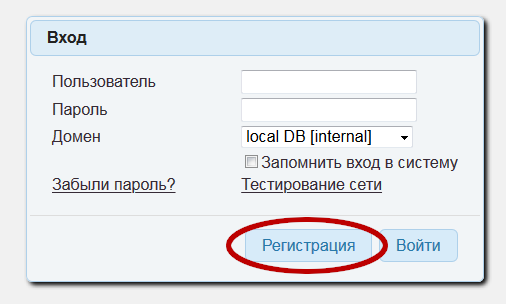 Вход
Пользователь
Пароль
Домен local DB [internal]
Запомнить вход в систему
Забыли пароль? Тестирование сети
Регистрация Войти